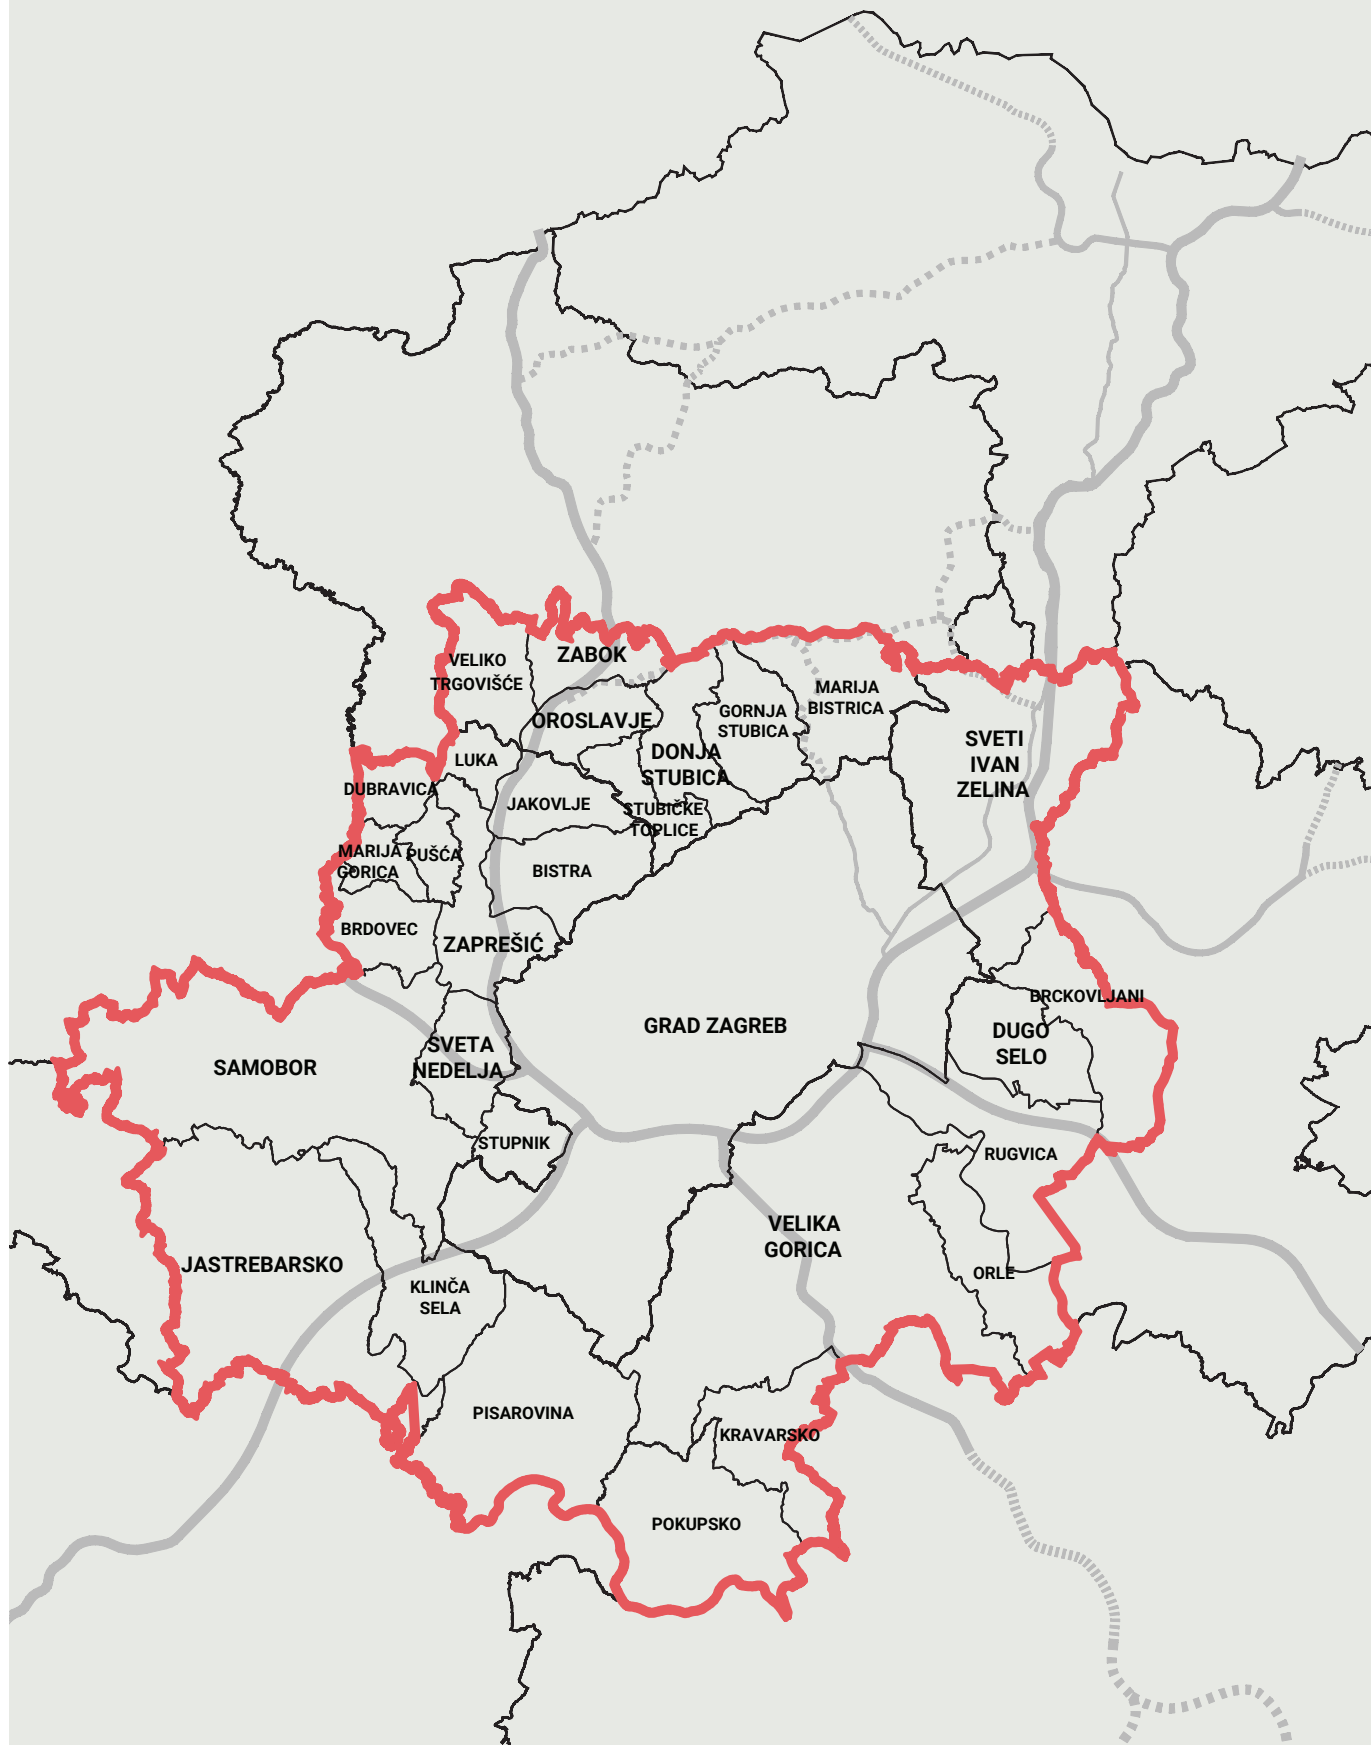 ZABOK
VELIKO
TRGOVIŠĆE
MARIJA
BISTRICA
GORNJA
STUBICA
OROSLAVJE
SVETI
IVAN
ZELINA
DONJA
STUBICA
LUKA
DUBRAVICA
JAKOVLJE
STUBIČKE
TOPLICE
MARIJA
GORICA
PUŠĆA
BISTRA
BRDOVEC
ZAPREŠIĆ
BRCKOVLJANI
GRAD ZAGREB
DUGO
SELO
SVETA
NEDELJA
SAMOBOR
STUPNIK
RUGVICA
VELIKA
GORICA
JASTREBARSKO
ORLE
KLINČA
SELA
PISAROVINA
KRAVARSKO
POKUPSKO